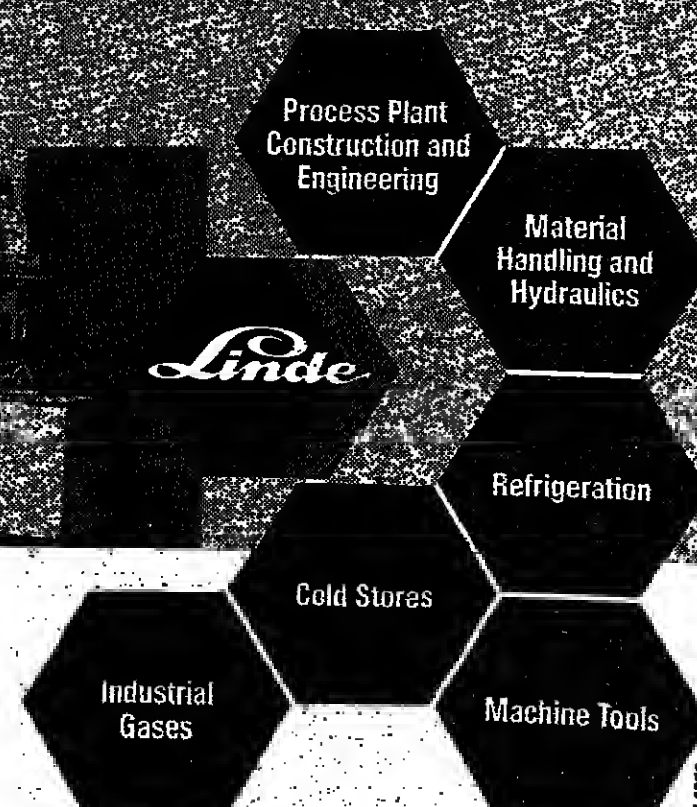 Process Plant
Construction and
Engineering
Material
Handling and
Hydraulics
Linde
Refrigeration
Cold Stores
Industrial
Gases
Machine Tools